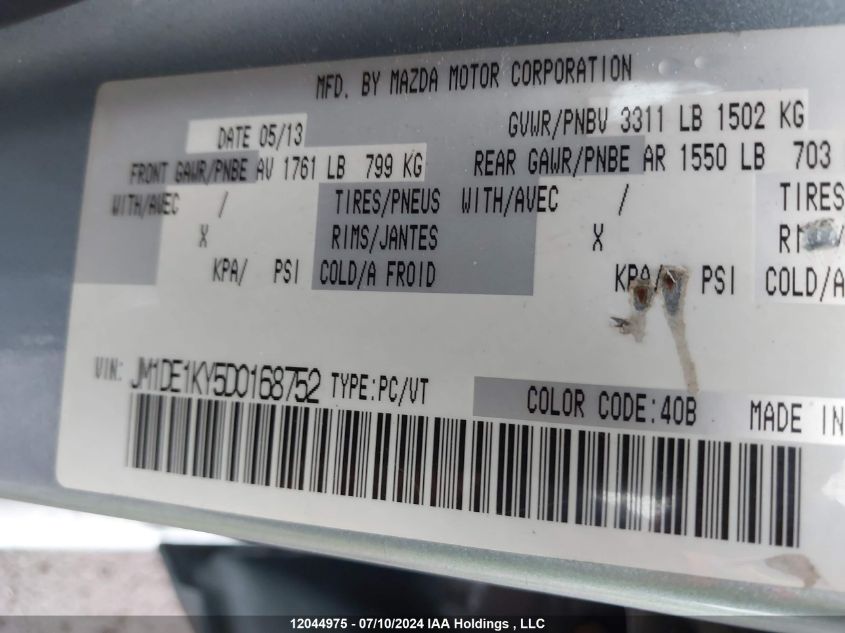 MFD. BY MAZDA MOTOR CORPORATION
DATE 05/13 GVWR/PNBV 3311 LB 1502 KG
FRONT GAWR/PNBE AV 1761 LB 799 KG REAR GAWR/PNBE AR 1550 LB 703
WITH/AVEC / TIRES/PNEUS WITH/AVEC / TIRES
X RIMS/JANTES X
KPA/ PSI COLD/A FROID KPA/ PSI COLD/A
VIN: JM1DE1KY5D0168752 TYPE:PC/VT COLOR CODE:40B MADE IN
12044975 - 07/10/2024 IAA Holdings , LLC